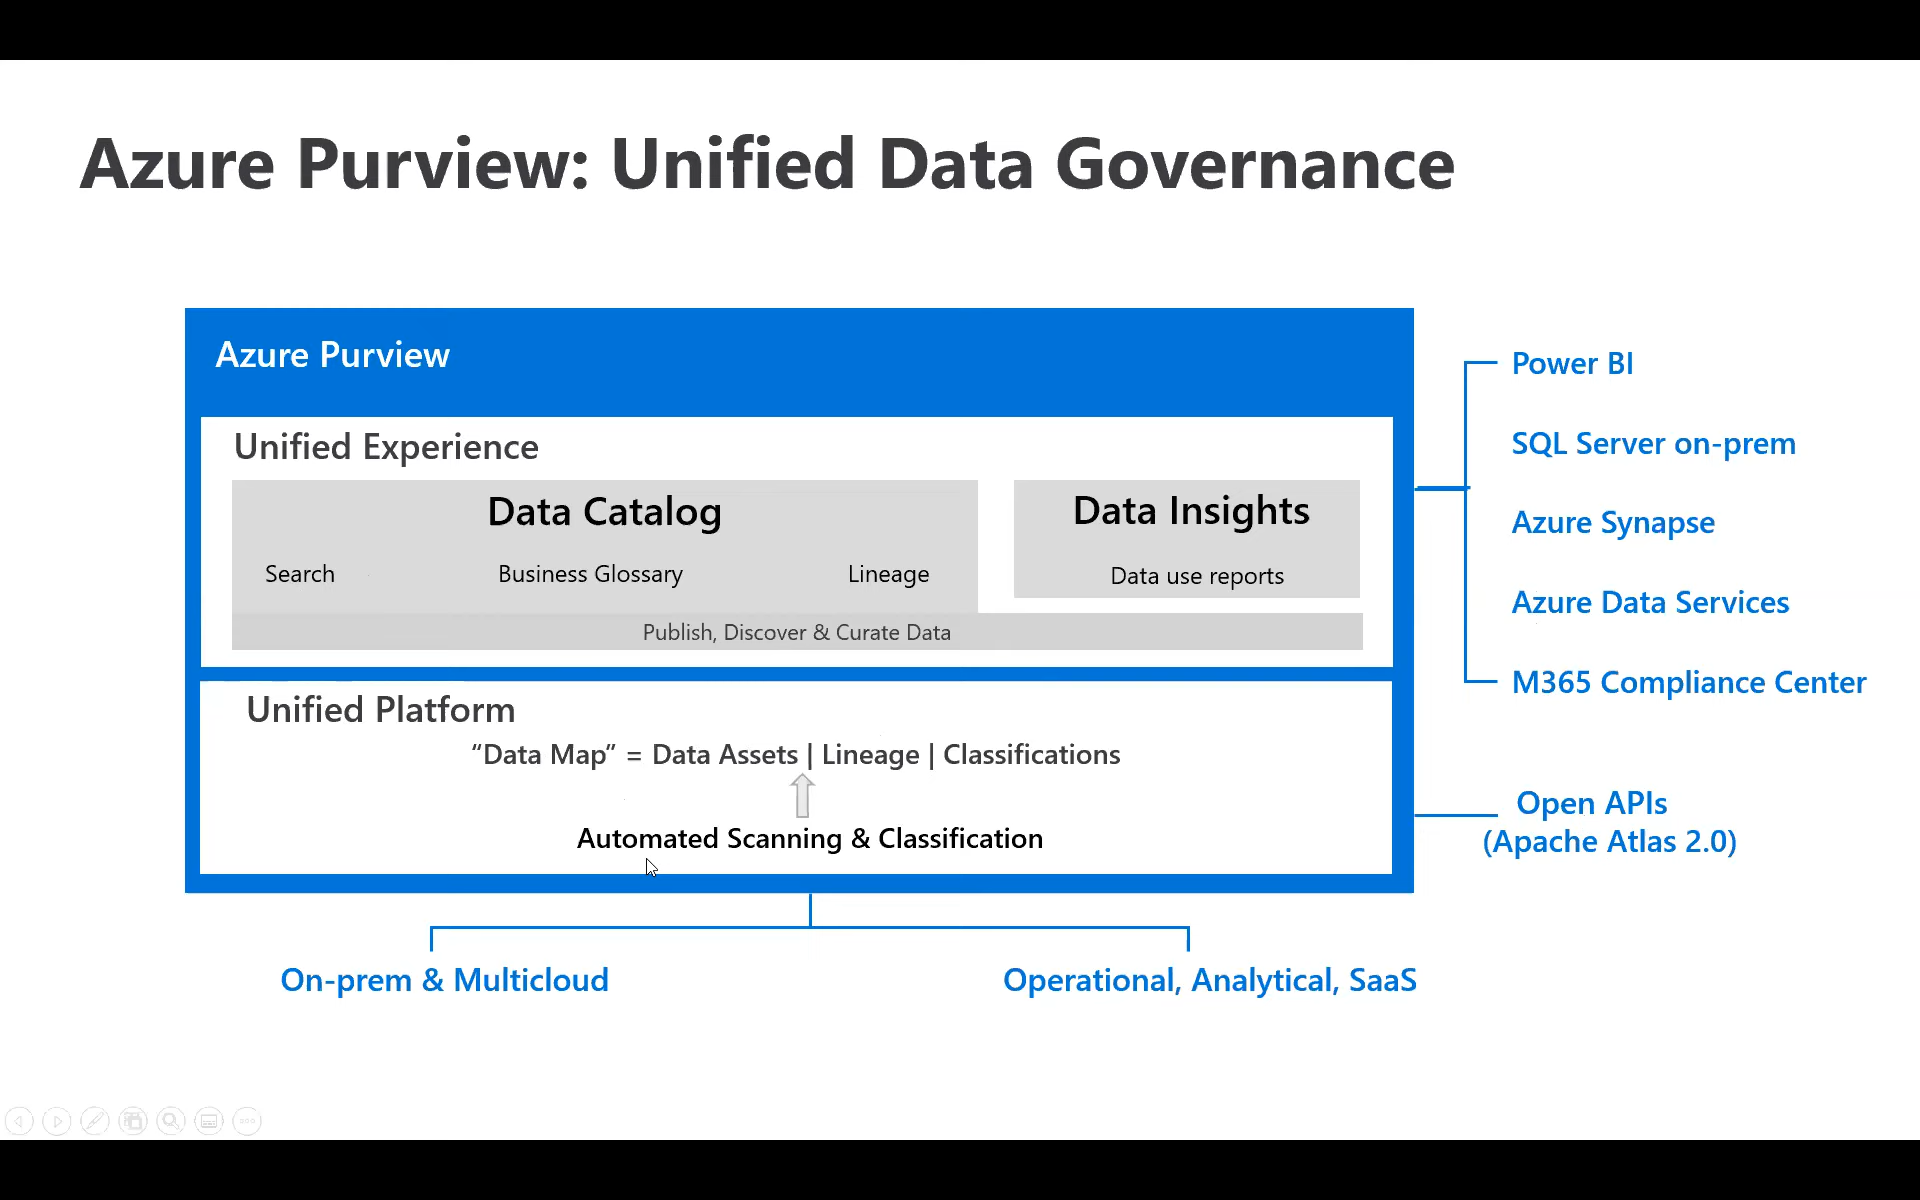 Azure Purview: Unified Data Governance
Azure Purview
Unified Experience
Data Catalog
Search
Business Glossary
Lineage
Data Insights
Data use reports
Publish, Discover & Curate Data
Unified Platform
“Data Map” = Data Assets | Lineage | Classifications
Automated Scanning & Classification
Power BI
SQL Server on-prem
Azure Synapse
Azure Data Services
M365 Compliance Center
Open APIs
(Apache Atlas 2.0)
On-prem & Multicloud
Operational, Analytical, SaaS